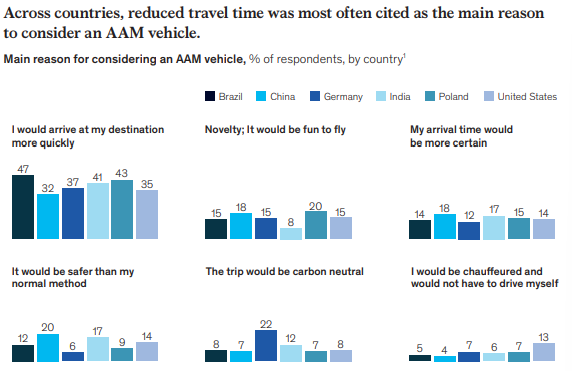 Across countries, reduced travel time was most often cited as the main reason
to consider an AAM vehicle.
Main reason for considering an AAM vehicle, % of respondents, by country¹
Brazil China Germany India Poland United States
I would arrive at my destination
more quickly
47 32 37 41 43 35
Novelty; It would be fun to fly
15 18 15 8 20 15
My arrival time would
be more certain
14 18 12 17 15 14
It would be safer than my
normal method
12 20 6 17 9 14
The trip would be carbon neutral
8 7 22 12 7 8
I would be chauffeured and
would not have to drive myself
5 4 7 6 7 13